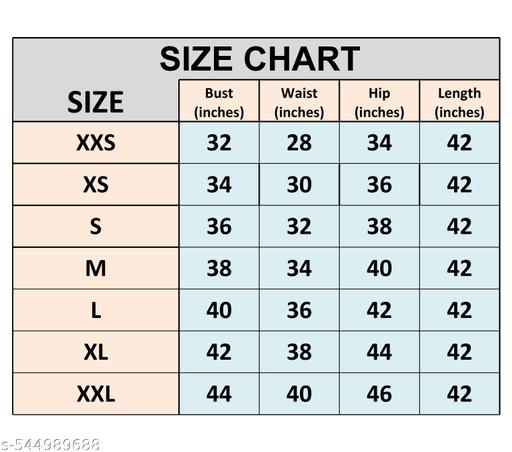 SIZE CHART
SIZE Bust (inches) Waist (inches) Hip (inches) Length (inches)
XXS 32 28 34 42
XS 34 30 36 42
S 36 32 38 42
M 38 34 40 42
L 40 36 42 42
XL 42 38 44 42
XXL 44 40 46 42
s-544989688